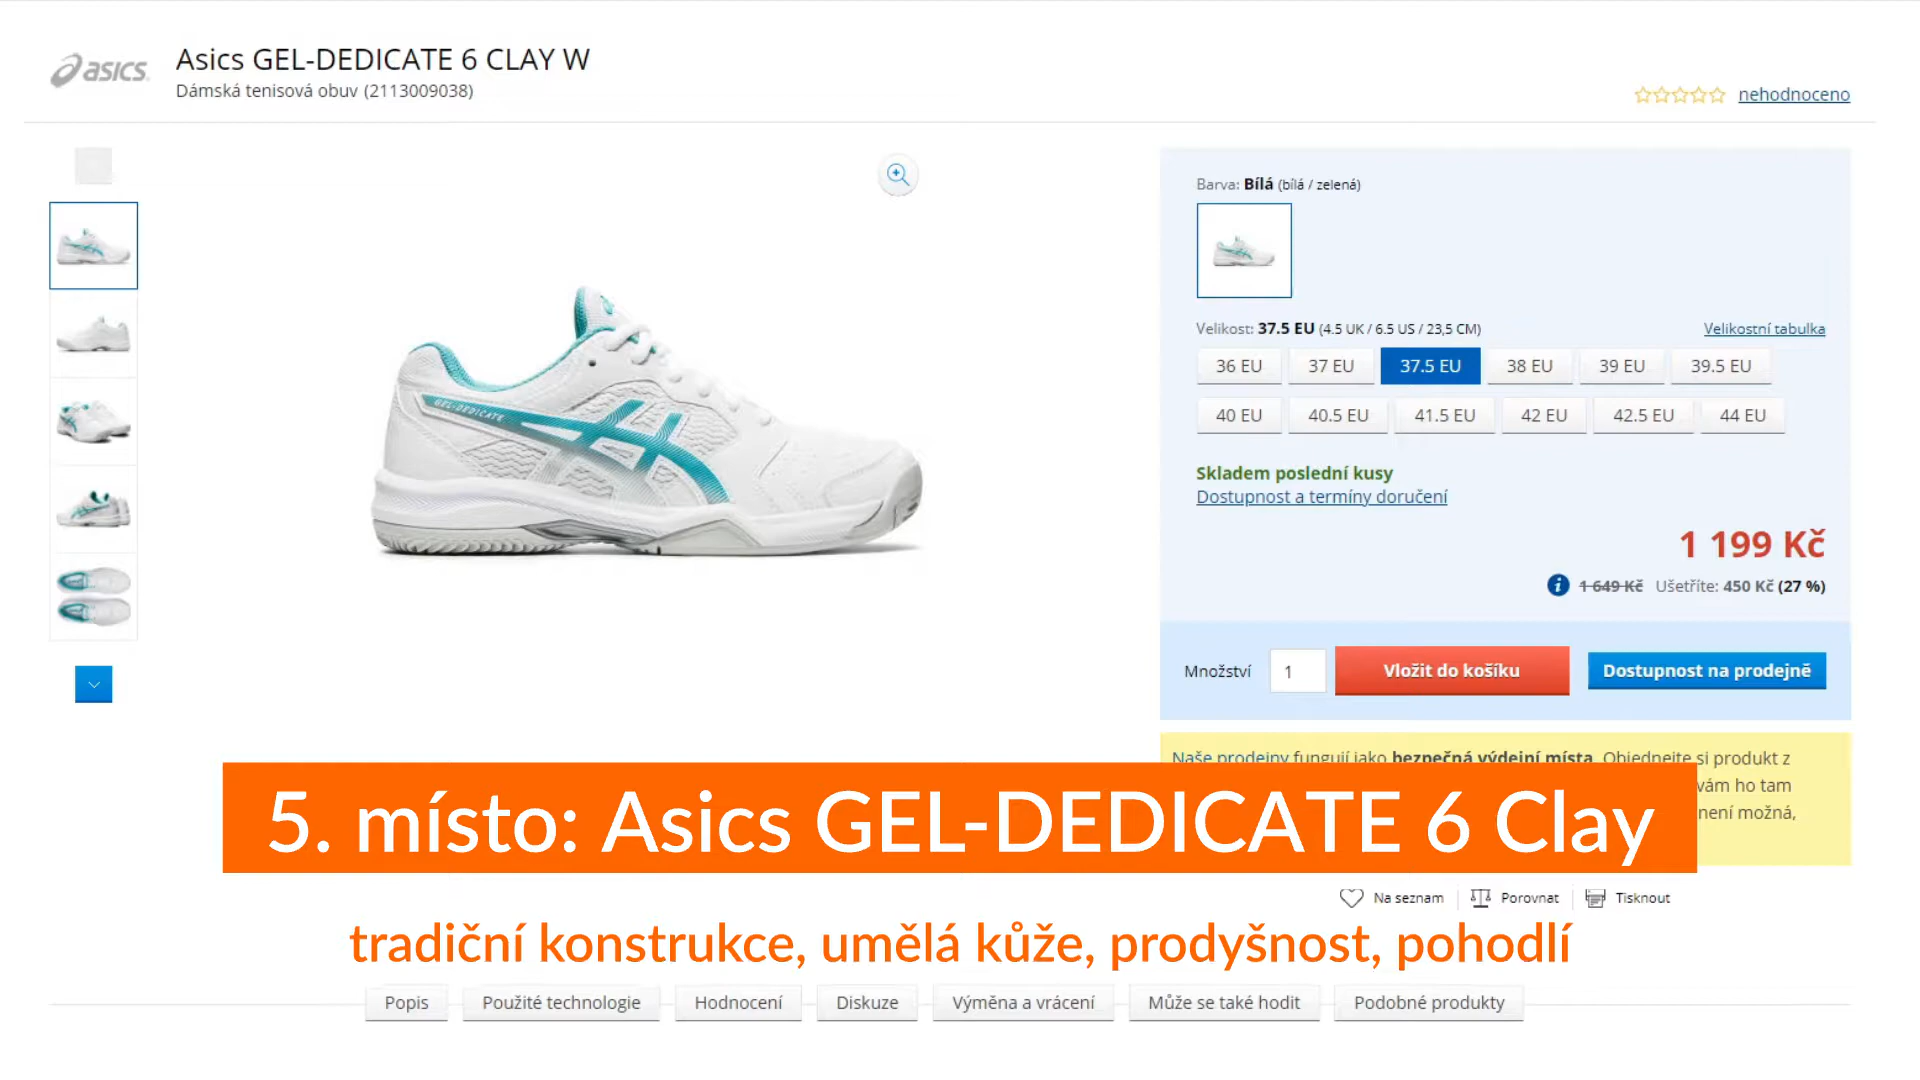 asics
Asics GEL-DEDICATE 6 CLAY W
Dámská tenisová obuv (2113009038)
nehodnoceno
Barva: Bílá (bílá / zelená)
GEL-DEDICATE
Velikost: 37.5 EU (4.5 UK / 6.5 US / 23,5 CM)
Velikostní tabulka
36 EU 37 EU 37.5 EU 38 EU 39 EU 39.5 EU
40 EU 40.5 EU 41.5 EU 42 EU 42.5 EU 44 EU
Skladem poslední kusy
Dostupnost a termíny doručení
1 199 Kč
1 649 Kč Ušetříte: 450 Kč (27 %)
Množství 1 Vložit do košíku Dostupnost na prodejně
Naše prodejny fungují jako bezpečná výdejní místa. Objednejte si produkt z
vám ho tam
není možná,
5. místo: Asics GEL-DEDICATE 6 Clay
Na seznam Porovnat Tisknout
tradiční konstrukce, umělá kůže, prodyšnost, pohodlí
Popis Použité technologie Hodnocení Diskuze Výměna a vrácení Může se také hodit Podobné produkty